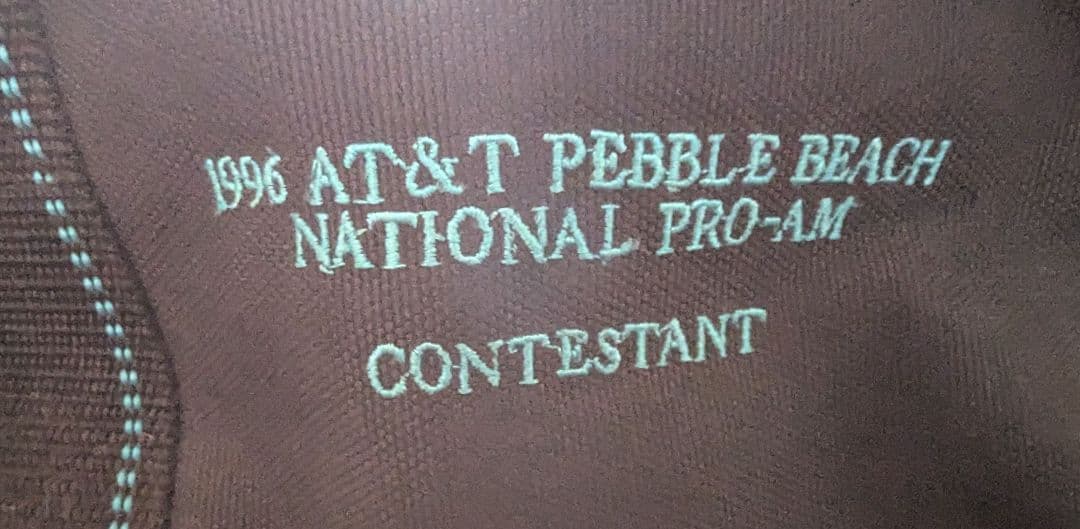 1996 AT&T PEBBLE BEACH
NATIONAL PRO-AM
CONTESTANT